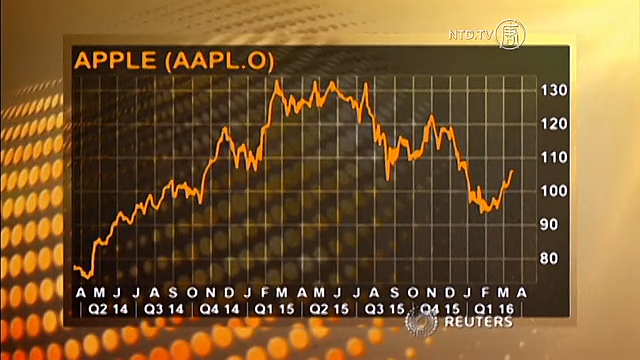 NTD.TV
APPLE (AAPL.O)
130
120
110
100
90
80
A M J J A S O N D J F M A M J J A S O N D J F M A
Q2 14 Q3 14 Q4 14 Q1 15 Q2 15 Q3 15 Q4 15 Q1 16
REUTERS